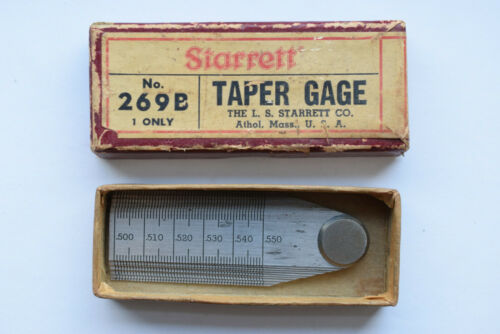 Starrett
No.
269B
1 ONLY
TAPER GAGE
THE L. S. STARRETT CO.
Athol, Mass., U. S. A.
.500 .510 .520 .530 .540 .550